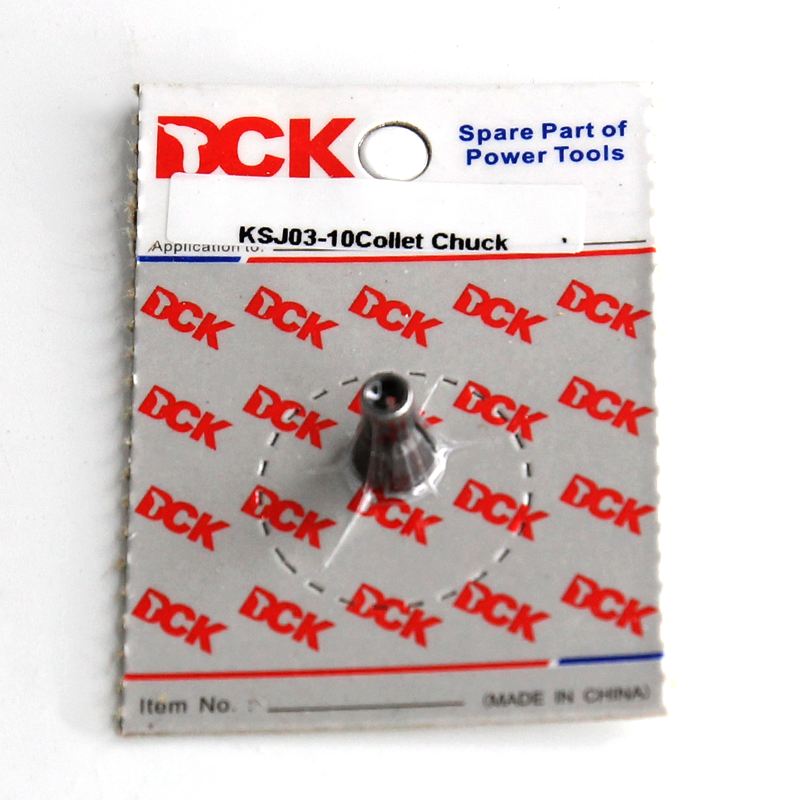 DCK
Spare Part of
Power Tools
KSJ03-10Collet Chuck
Application to:
DCK DCK DCK DCK DCK
DCK DCK DCK DCK DCK
DCK DCK DCK DCK DCK
DCK DCK DCK DCK DCK
Item No.
(MADE IN CHINA)